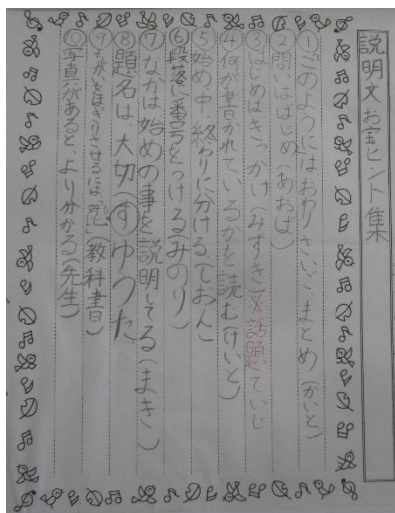 説明文お宝ヒント集
①このようにはおわりさいごまとめ(かいと)
②問いははじめ(あおば)
③はじめはきっかけ(みずき)※話題ていじ
④何が書かれているかを読む(けいと)
⑤始め中終わりに分ける(しおん)
⑥段落に番号をつける(みのり)
⑦なかは始めの事を説明してる(まき)
⑧題名は大切(す)ゆった
⑨ちがいをはっきりさせるほ 教科書
⑩写真があると、より分かる(先生)